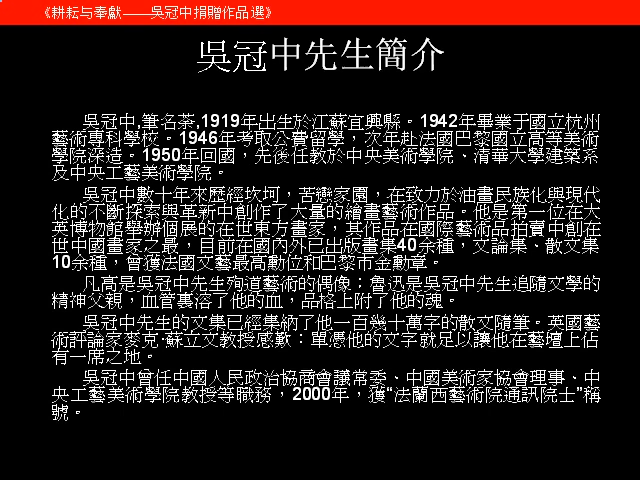 《耕耘与奉獻——吳冠中捐贈作品選》
吳冠中先生簡介
吳冠中,筆名荼,1919年出生於江蘇宜興縣。1942年畢業于國立杭州
藝術專科學校。1946年考取公費留學，次年赴法國巴黎國立高等美術
學院深造。1950年回國，先後任教於中央美術學院、清華大學建築系
及中央工藝美術學院。
吳冠中數十年來歷經坎坷，苦戀家園，在致力於油畫民族化與現代
化的不斷探索與革新中創作了大量的繪畫藝術作品。他是第一位在大
英博物館舉辦個展的在世東方畫家，其作品在國際藝術品拍賣中創在
世中國畫家之最，目前在國內外已出版畫集40余種，文論集、散文集
10余種，曾獲法國文藝最高勳位和巴黎市金勳章。
凡高是吳冠中先生殉道藝術的偶像；魯迅是吳冠中先生追隨文學的
精神父親，血管裏溶了他的血，品格上附了他的魂。
吳冠中先生的文集已經集納了他一百幾十萬字的散文隨筆。英國藝
術評論家麥克·蘇立文教授感歎：單憑他的文字就足以讓他在藝壇上佔
有一席之地。
吳冠中曾任中國人民政治協商會議常委、中國美術家協會理事、中
央工藝美術學院教授等職務，2000年，獲“法蘭西藝術院通訊院士”稱
號。